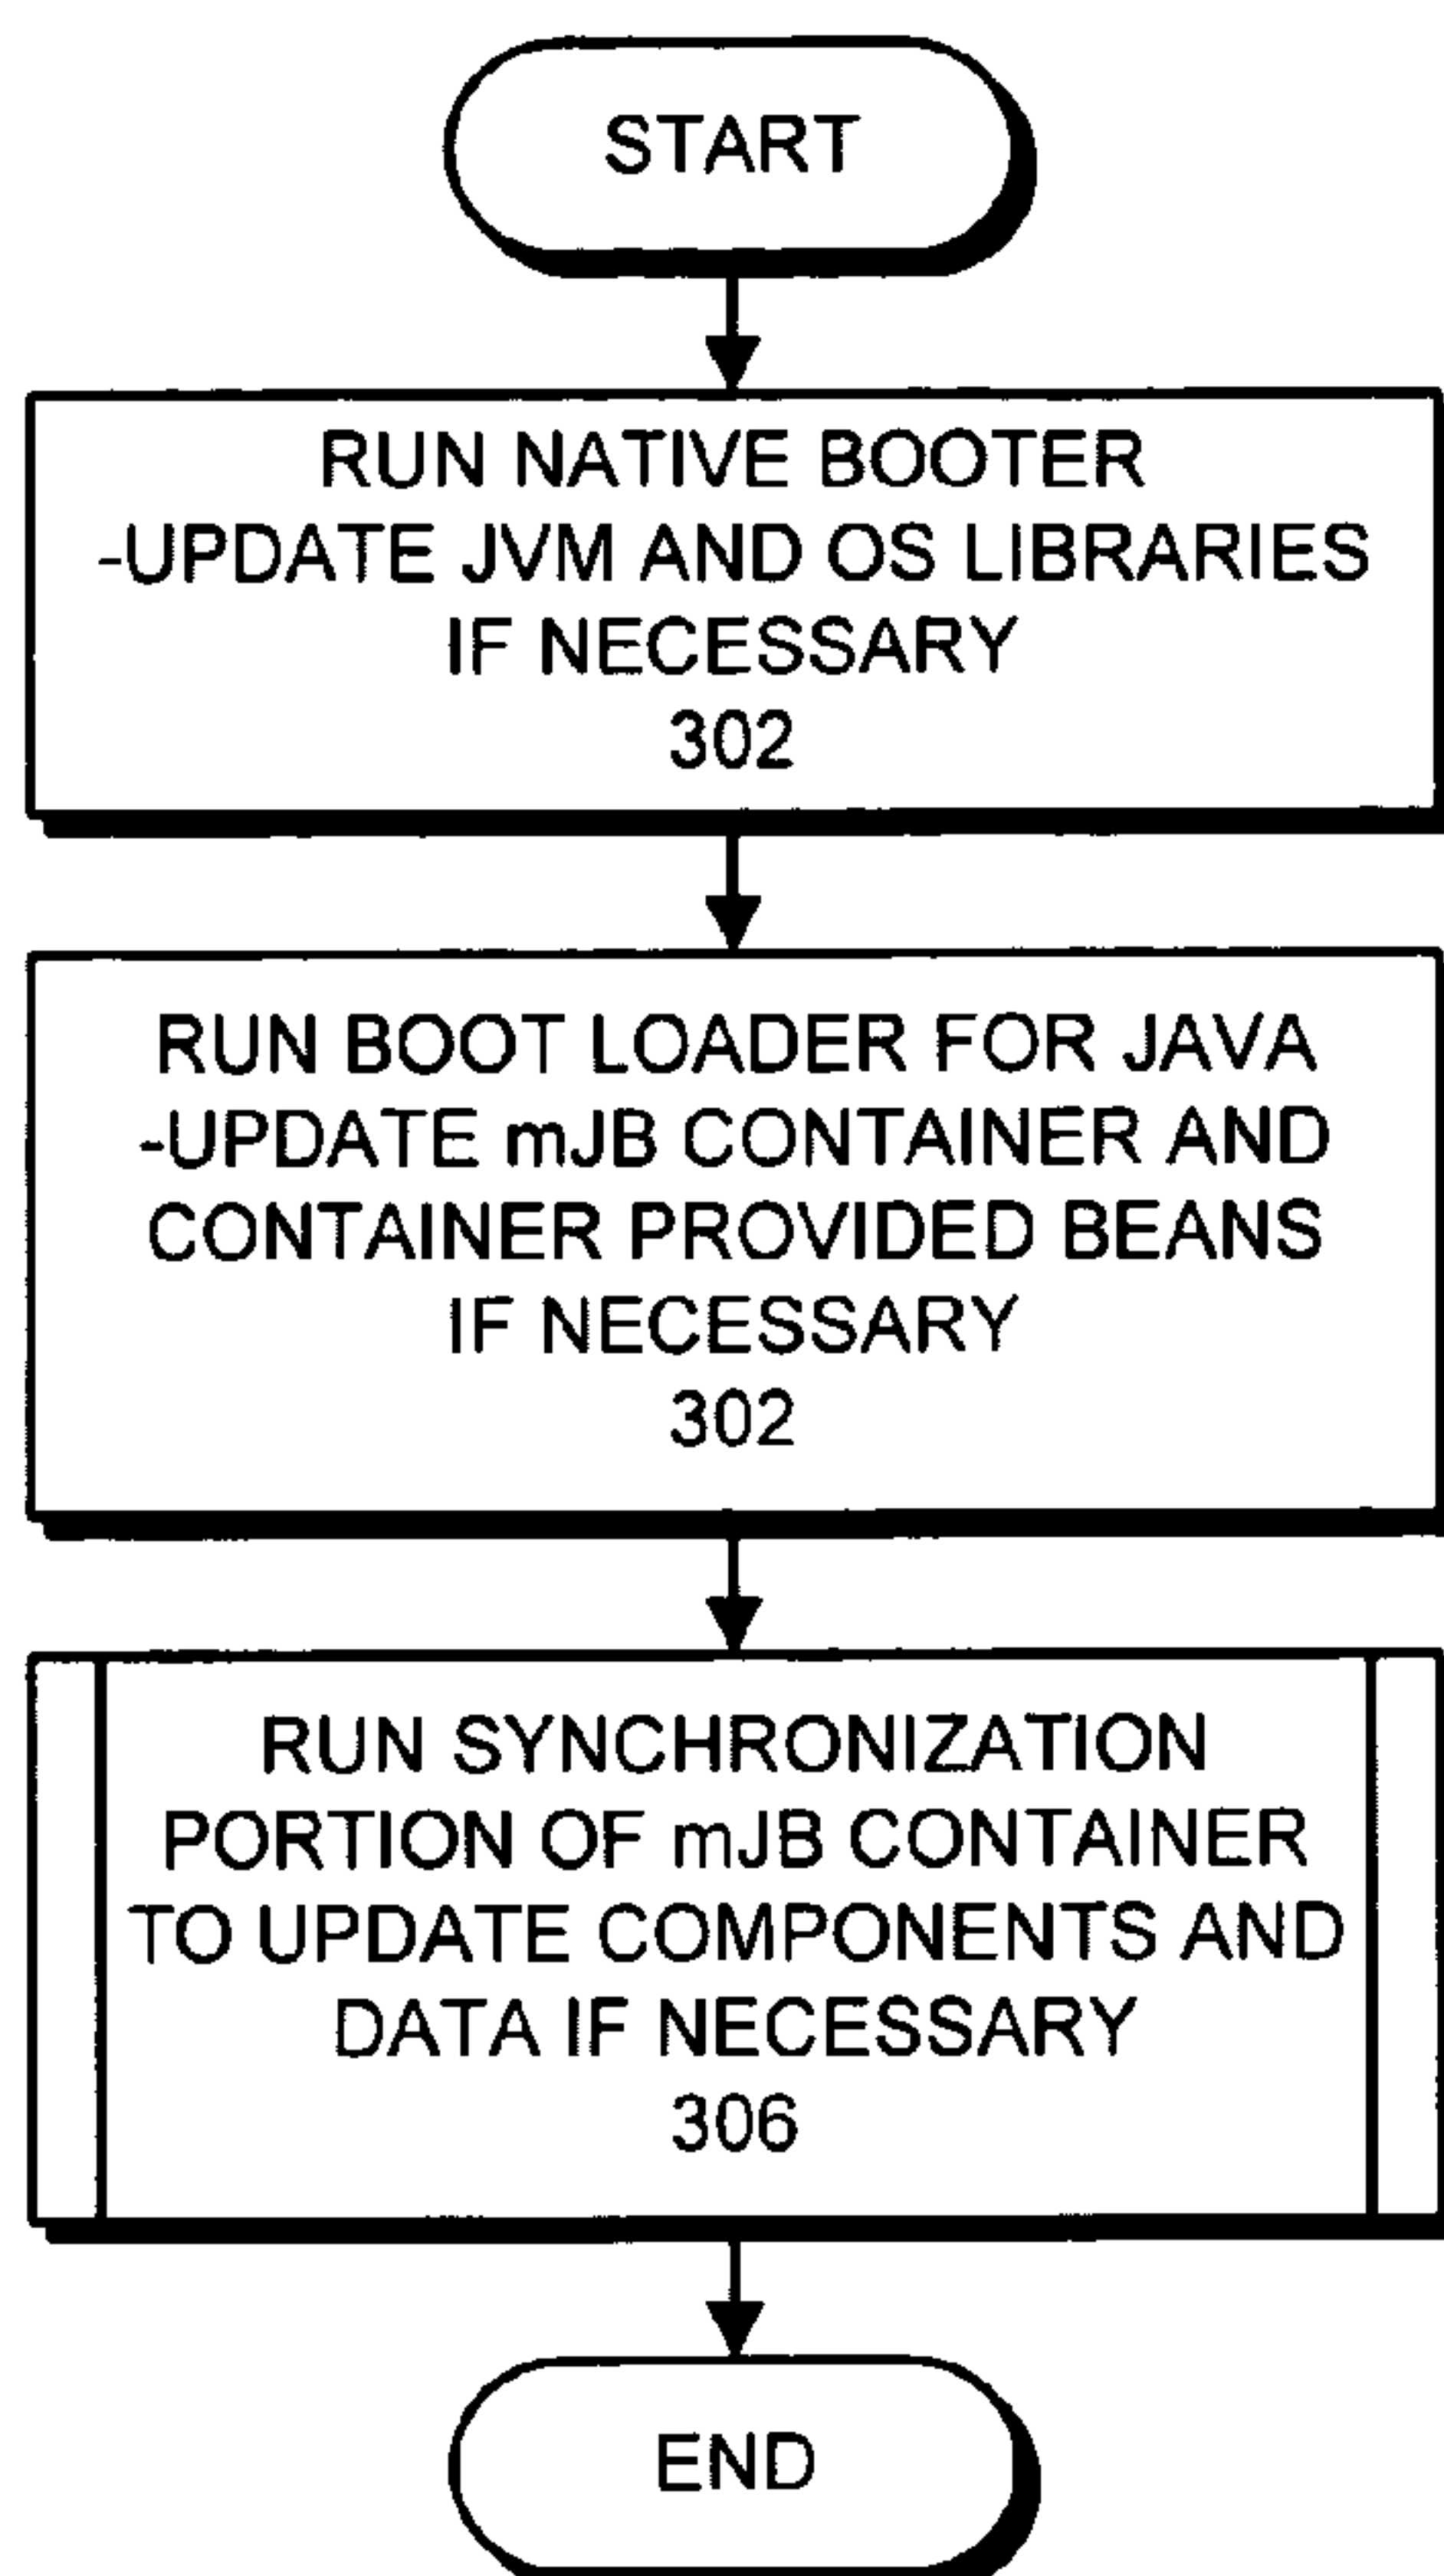 START
RUN NATIVE BOOTER
-UPDATE JVM AND OS LIBRARIES
IF NECESSARY
302
RUN BOOT LOADER FOR JAVA
-UPDATE mJB CONTAINER AND
CONTAINER PROVIDED BEANS
IF NECESSARY
302
RUN SYNCHRONIZATION
PORTION OF mJB CONTAINER
TO UPDATE COMPONENTS AND
DATA IF NECESSARY
306
END